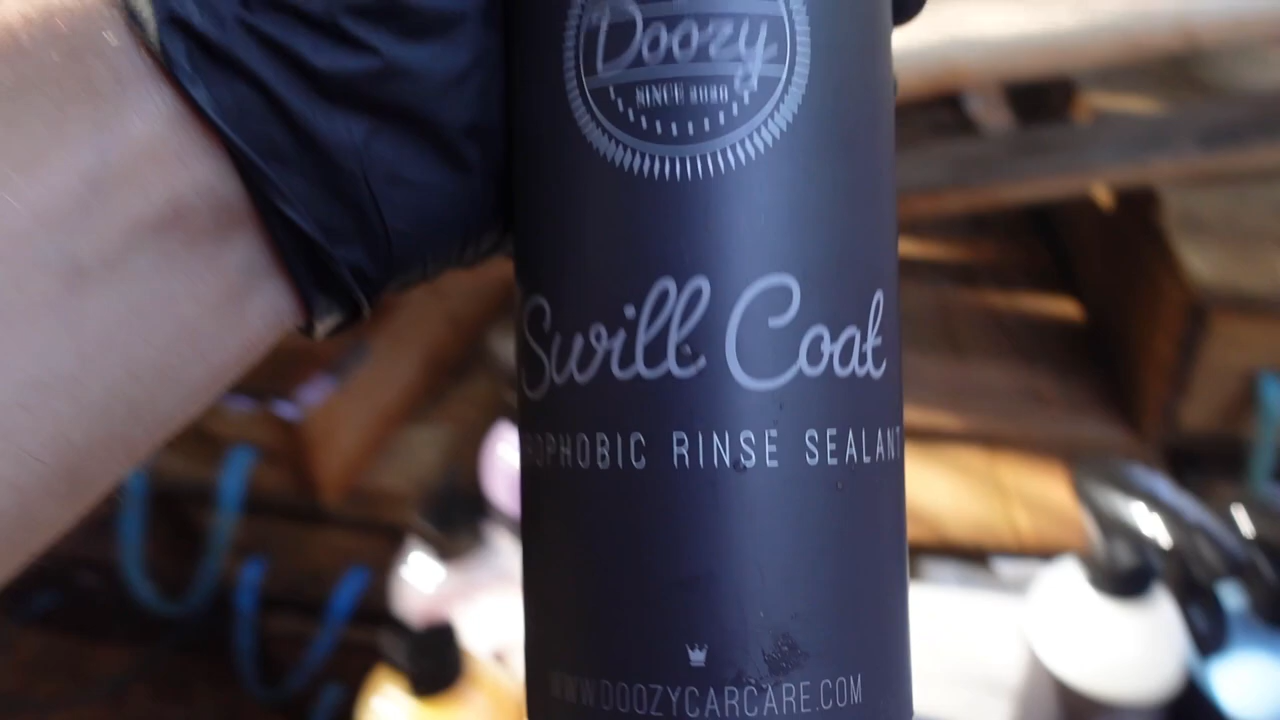 Doozy
SINCE 2020
Swill Coat
OPHOBIC RINSE SEALANT
WWW.DOOZYCARCARE.COM